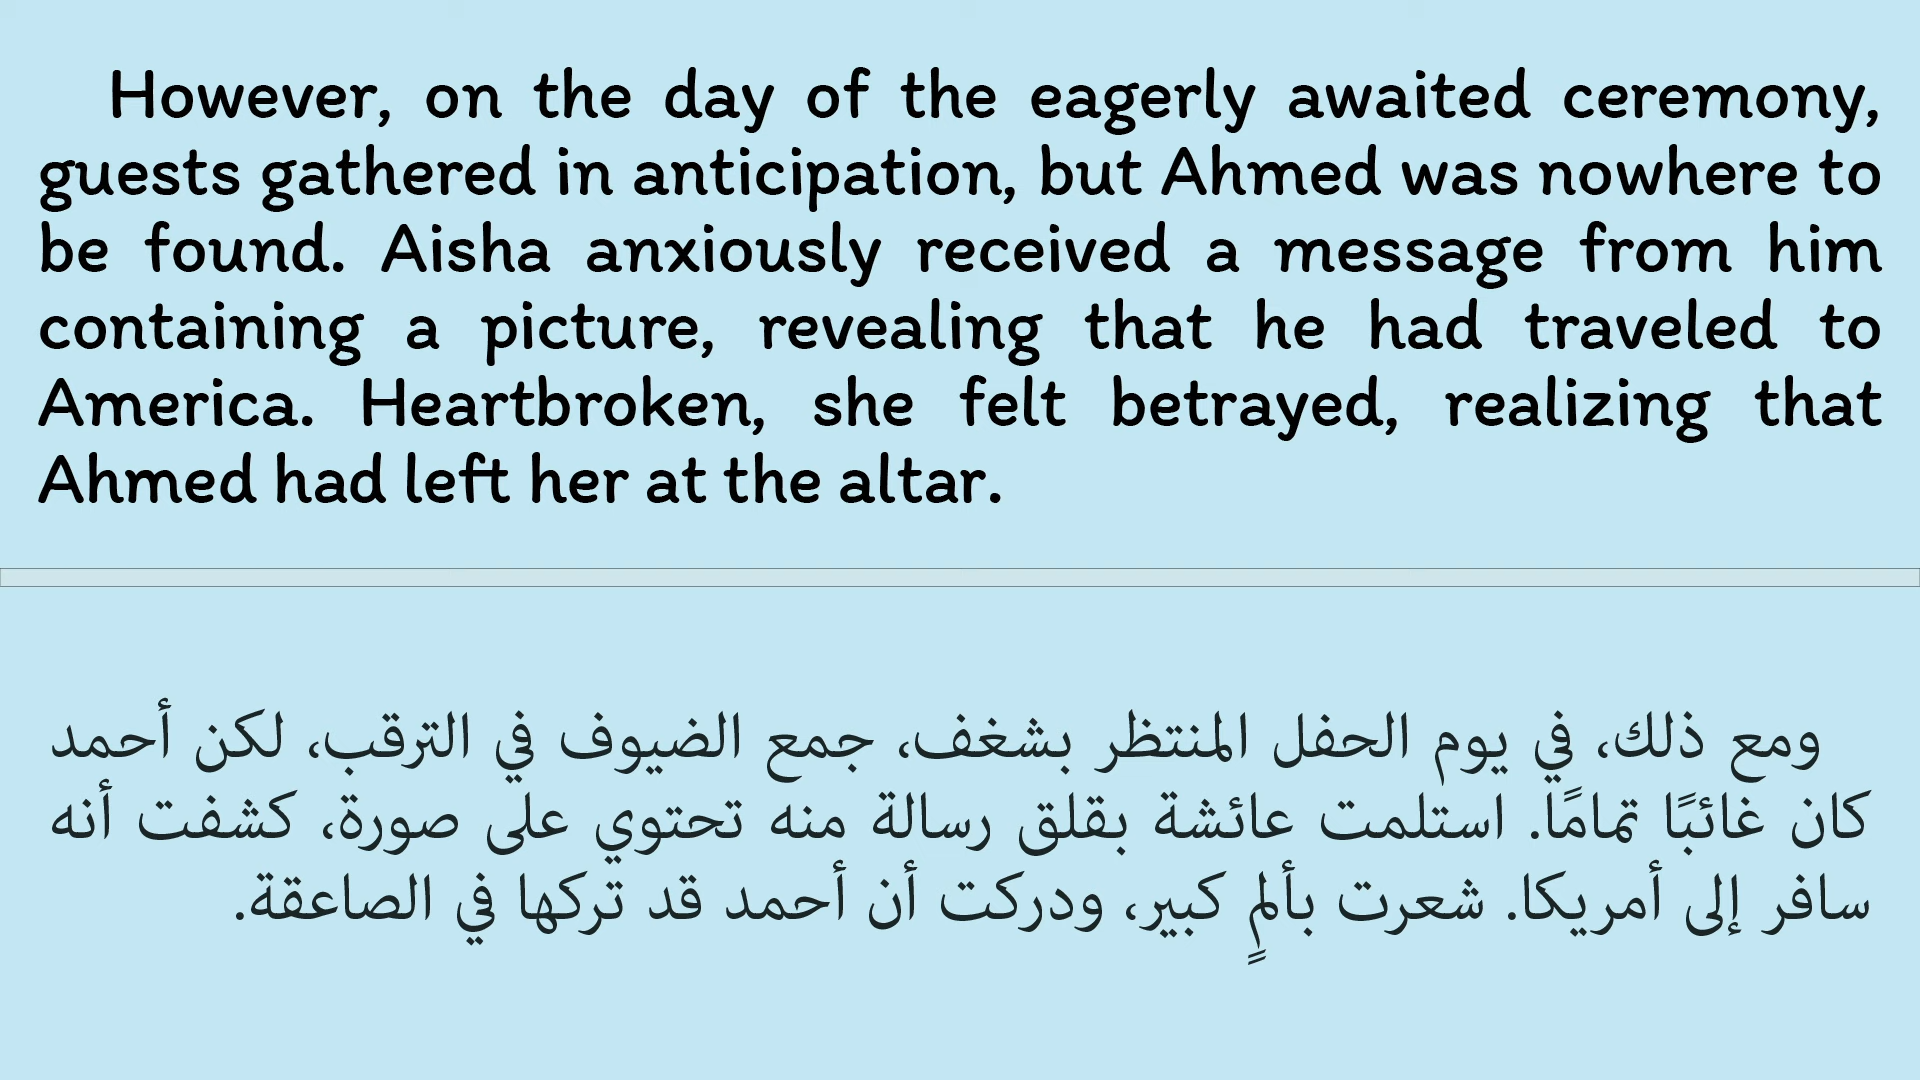 However, on the day of the eagerly awaited ceremony,
guests gathered in anticipation, but Ahmed was nowhere to
be found. Aisha anxiously received a message from him
containing a picture, revealing that he had traveled to
America. Heartbroken, she felt betrayed, realizing that
Ahmed had left her at the altar.
ومع ذلك، في يوم الحفل المنتظر بشغف، جمع الضيوف في الترقب، لكن أحمد
كان غائبًا تمامًا. استلمت عائشة بقلق رسالة منه تحتوي على صورة، كشفت أنه
سافر إلى أمريكا. شعرت بألمٍ كبير، ودركت أن أحمد قد تركها في الصاعقة.